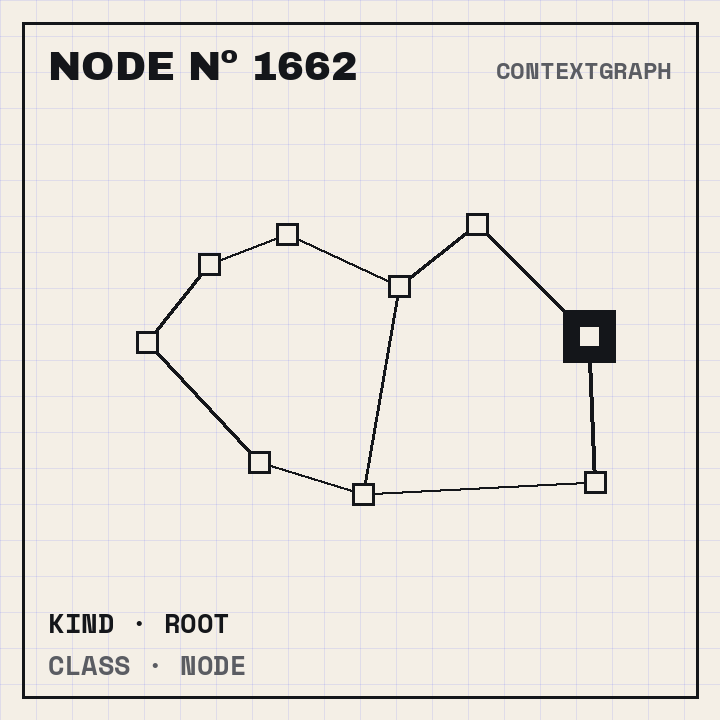 NODE Nº 1662
CONTEXTGRAPH
KIND · ROOT
CLASS · NODE